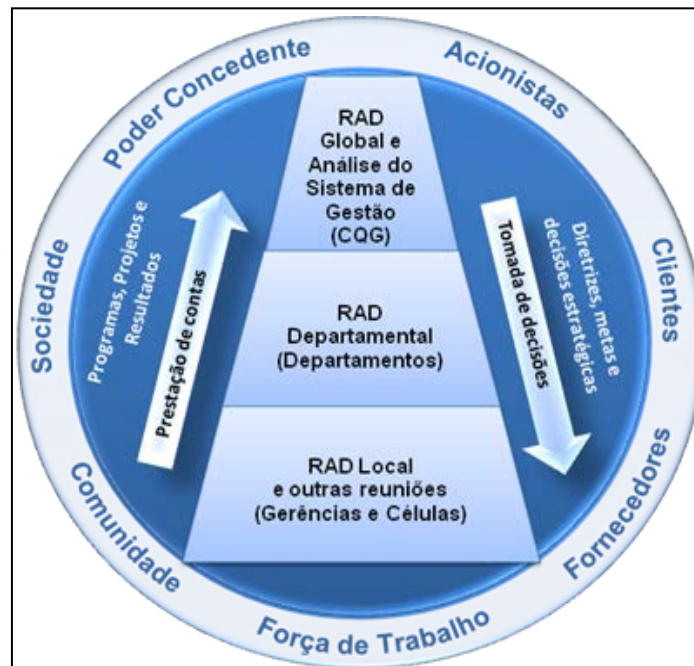 Poder Concedente
Acionistas
Sociedade
Clientes
Comunidade
Fornecedores
Força de Trabalho
RAD
Global e
Análise do
Sistema de
Gestão
(CQG)
Programas, Projetos e
Resultados
Prestação de contas
Tomada de decisões
Diretrizes, metas e
decisões estratégicas
RAD
Departamental
(Departamentos)
RAD Local
e outras reuniões
(Gerências e Células)